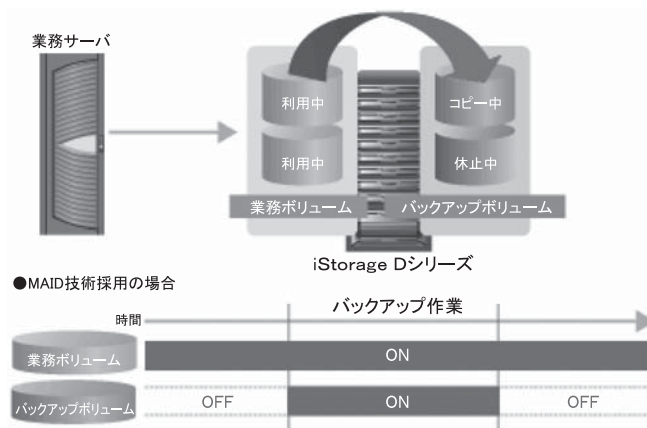 業務サーバ
利用中
コピー中
利用中
休止中
業務ボリューム
バックアップボリューム
iStorage Dシリーズ
●MAID技術採用の場合
時間
バックアップ作業
業務ボリューム
ON
バックアップボリューム
OFF
ON
OFF